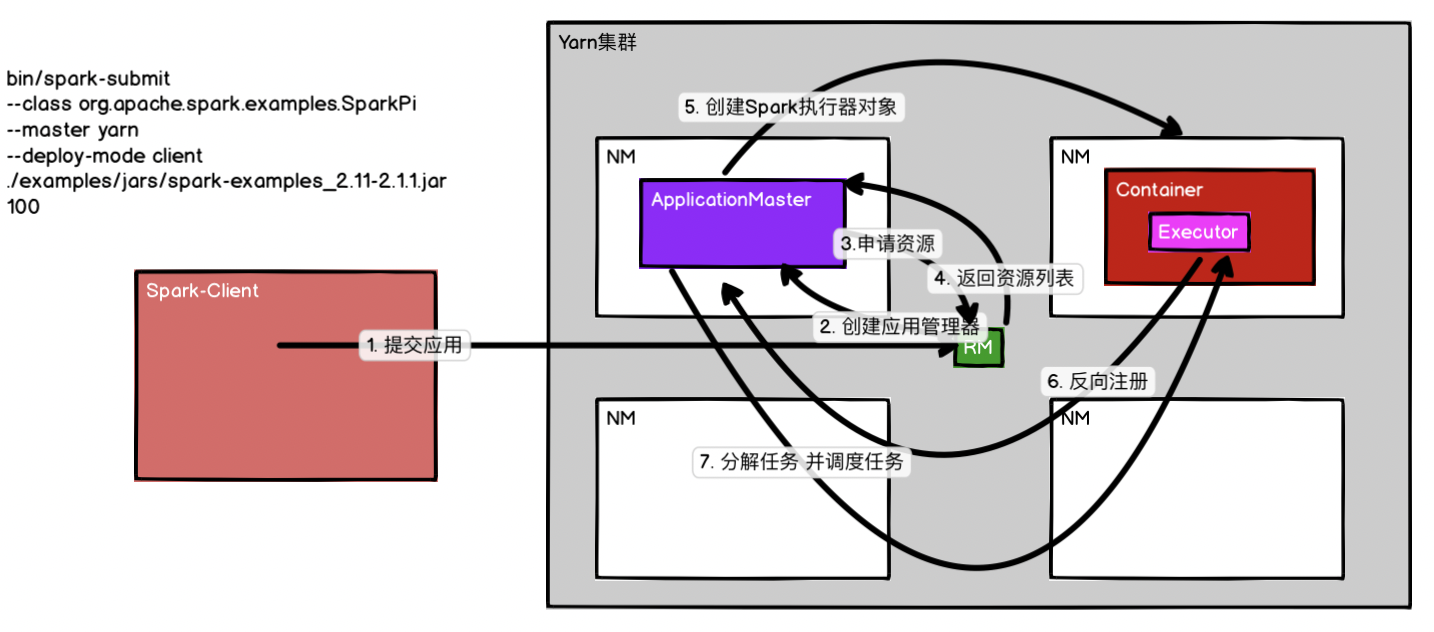 bin/spark-submit
--class org.apache.spark.examples.SparkPi
--master yarn
--deploy-mode client
./examples/jars/spark-examples_2.11-2.1.1.jar
100
Spark-Client
1. 提交应用
Yarn集群
5. 创建Spark执行器对象
NM
ApplicationMaster
3.申请资源
4. 返回资源列表
2. 创建应用管理器
RM
NM
Container
Executor
6. 反向注册
NM
7. 分解任务 并调度任务
NM